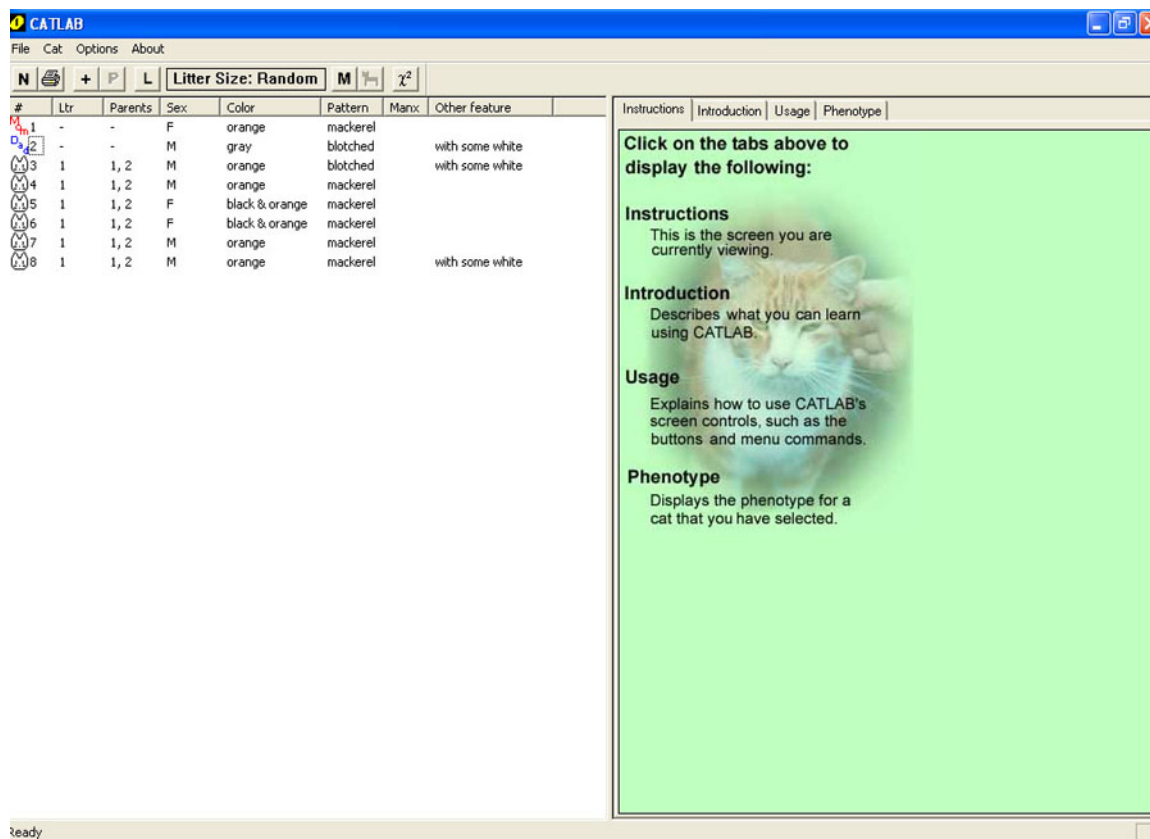 CATLAB
File Cat Options About
N + P L Litter Size: Random M χ²
# Ltr Parents Sex Color Pattern Manx Other feature
Mom 1 - - F orange mackerel
Dad 2 - - M gray blotched with some white
3 1 1, 2 M orange blotched with some white
4 1 1, 2 M orange mackerel
5 1 1, 2 F black & orange mackerel
6 1 1, 2 F black & orange mackerel
7 1 1, 2 M orange mackerel
8 1 1, 2 M orange mackerel with some white
Instructions Introduction Usage Phenotype
Click on the tabs above to
display the following:
Instructions
This is the screen you are
currently viewing.
Introduction
Describes what you can learn
using CATLAB.
Usage
Explains how to use CATLAB's
screen controls, such as the
buttons and menu commands.
Phenotype
Displays the phenotype for a
cat that you have selected.
Ready